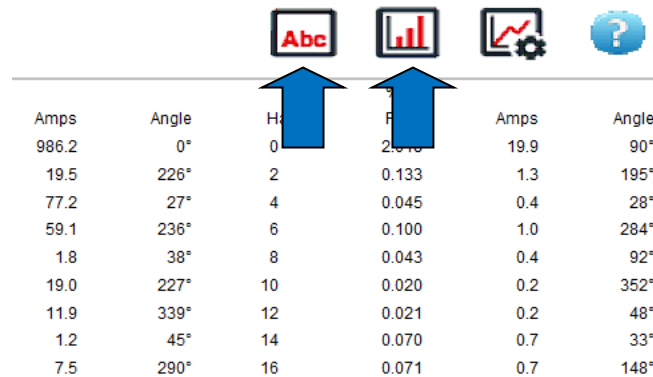 Abc ?
Amps Angle Amps Angle
986.2 0° 0 19.9 90°
19.5 226° 2 0.133 1.3 195°
77.2 27° 4 0.045 0.4 28°
59.1 236° 6 0.100 1.0 284°
1.8 38° 8 0.043 0.4 92°
19.0 227° 10 0.020 0.2 352°
11.9 339° 12 0.021 0.2 48°
1.2 45° 14 0.070 0.7 33°
7.5 290° 16 0.071 0.7 148°